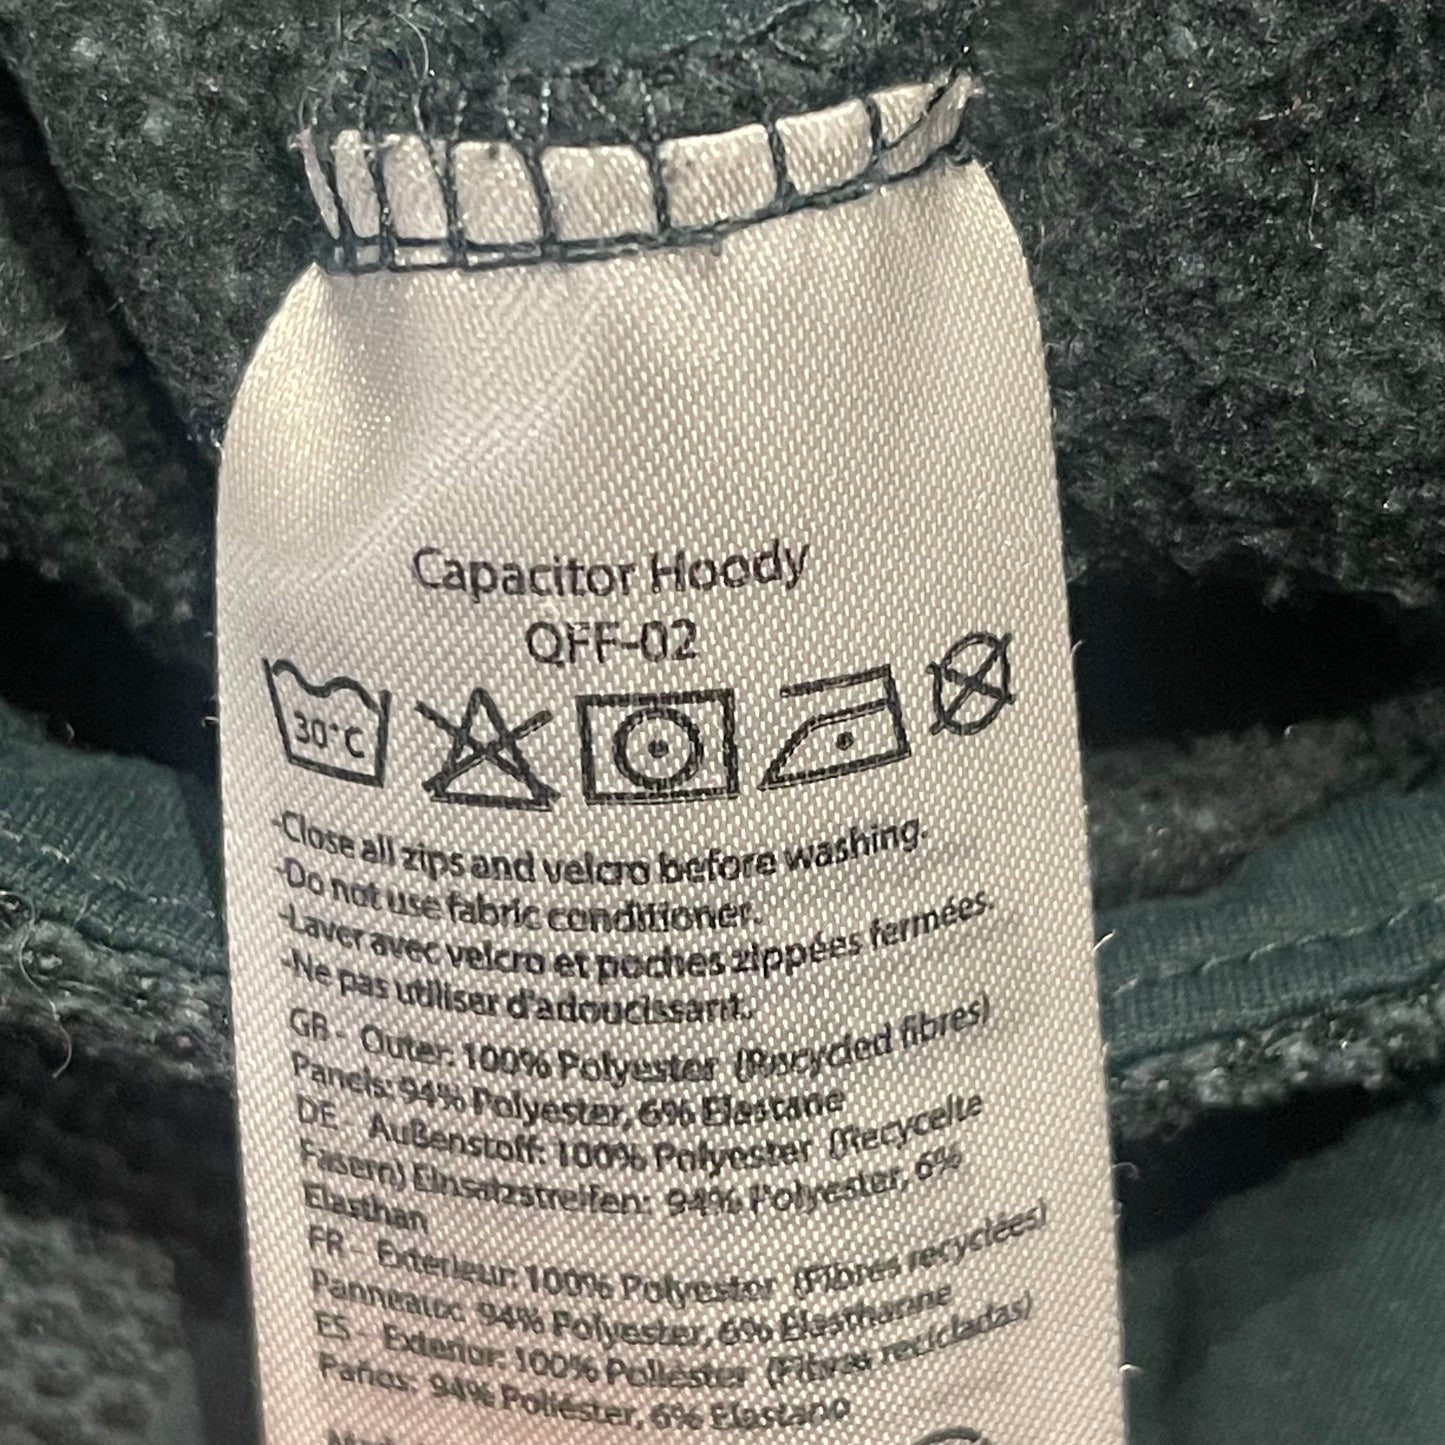 Capacitor Hoody
QFF-02
30°C
-Close all zips and velcro before washing.
-Do not use fabric conditioner.
-Laver avec velcro et poches zippées fermées.
-Ne pas utiliser d'adoucissant.
GB - Outer: 100% Polyester (Recycled fibres)
Panels: 94% Polyester, 6% Elastane
DE - Außenstoff: 100% Polyester (Recycelte
Fasern) Einsatzstreifen: 94% Polyester, 6%
Elasthan
FR - Exterieur: 100% Polyester (Fibres recyclées)
Panneaux: 94% Polyester, 6% Elasthanne
ES - Exterior: 100% Poliéster (Fibras recicladas)
Paños: 94% Poliéster, 6% Elastano